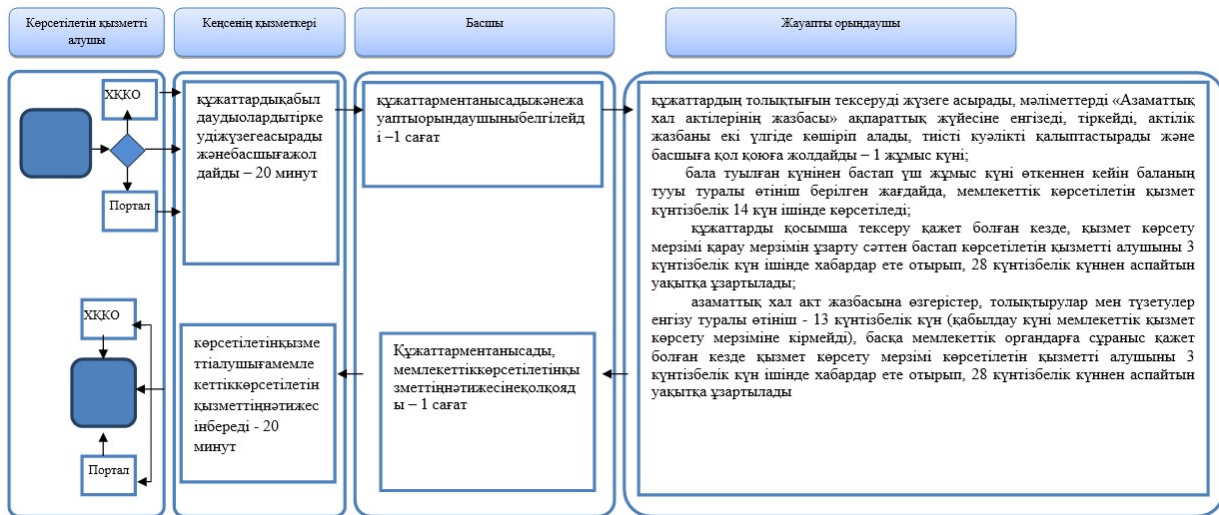 Көрсетілетін қызметті
алушы
Кеңсенің қызметкері
Басшы
Жауапты орындаушы
ХҚКО
Портал
құжаттардықабыл
даудыолардытірке
удіжүзегеасырады
жәнебасшығажол
дайды – 20 минут
құжаттарментанысадыжәнежа
уаптыорындаушыныбелгілейд
і –1 сағат
құжаттардың толықтығын тексеруді жүзеге асырады, мәліметтерді «Азаматтық
хал актілерінің жазбасы» ақпараттық жүйесіне енгізеді, тіркейді, актілік
жазбаны екі үлгіде көшіріп алады, тиісті куәлікті қалыптастырады және
басшыға қол қоюға жолдайды – 1 жұмыс күні;
бала туылған күнінен бастап үш жұмыс күні өткеннен кейін баланың
тууы туралы өтініш берілген жағдайда, мемлекеттік көрсетілетін қызмет
күнтізбелік 14 күн ішінде көрсетіледі;
құжаттарды қосымша тексеру қажет болған кезде, қызмет көрсету
мерзімі қарау мерзімін ұзарту сәттен бастап көрсетілетін қызметті алушыны 3
күнтізбелік күн ішінде хабардар ете отырып, 28 күнтізбелік күннен аспайтын
уақытқа ұзартылады;
азаматтық хал акт жазбасына өзгерістер, толықтырулар мен түзетулер
енгізу туралы өтініш - 13 күнтізбелік күн (қабылдау күні мемлекеттік қызмет
көрсету мерзіміне кірмейді), басқа мемлекеттік органдарға сұраныс қажет
болған кезде қызмет көрсету мерзімі көрсетілетін қызметті алушыны 3
күнтізбелік күн ішінде хабардар ете отырып, 28 күнтізбелік күннен аспайтын
уақытқа ұзартылады
Құжаттарментанысады,
мемлекеттіккөрсетілетінқы
зметтіңнәтижесінеқолқояд
ы – 1 сағат
көрсетілетінқызме
ттіалушығамемле
кеттіккөрсетілетін
қызметтіңнәтижес
інбереді - 20
минут
ХҚКО
Портал